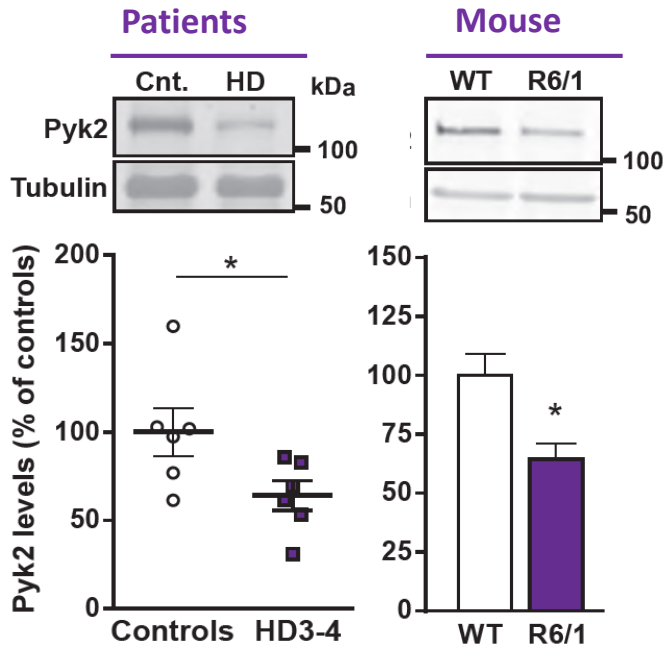 Patients
Mouse
Cnt. HD kDa
WT R6/1
Pyk2
100
100
Tubulin
50
50
Pyk2 levels (% of controls)
200
150
100
50
0
*
Controls HD3-4
150
125
100
75
50
25
0
*
WT R6/1